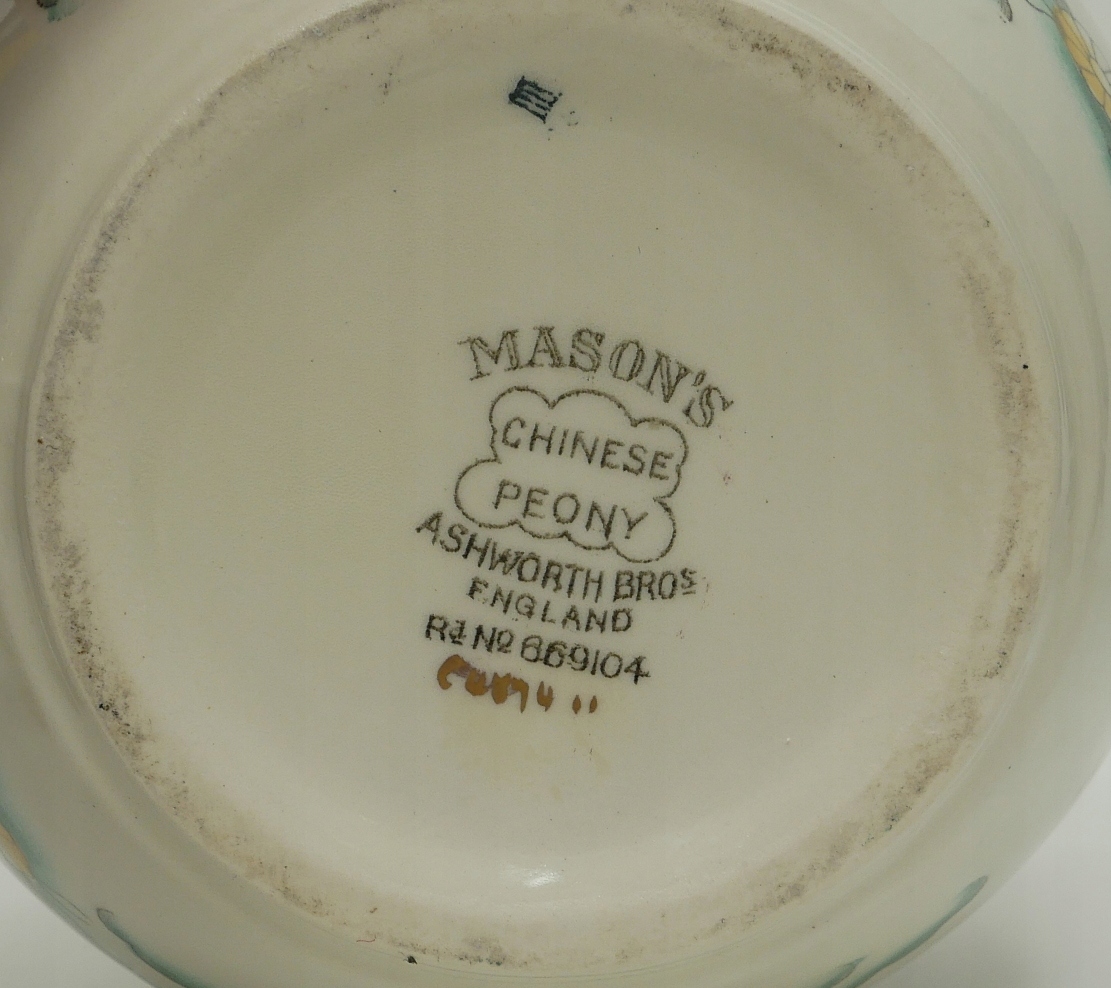 MASON'S
CHINESE
PEONY
ASHWORTH BROS
ENGLAND
Rd No 669104